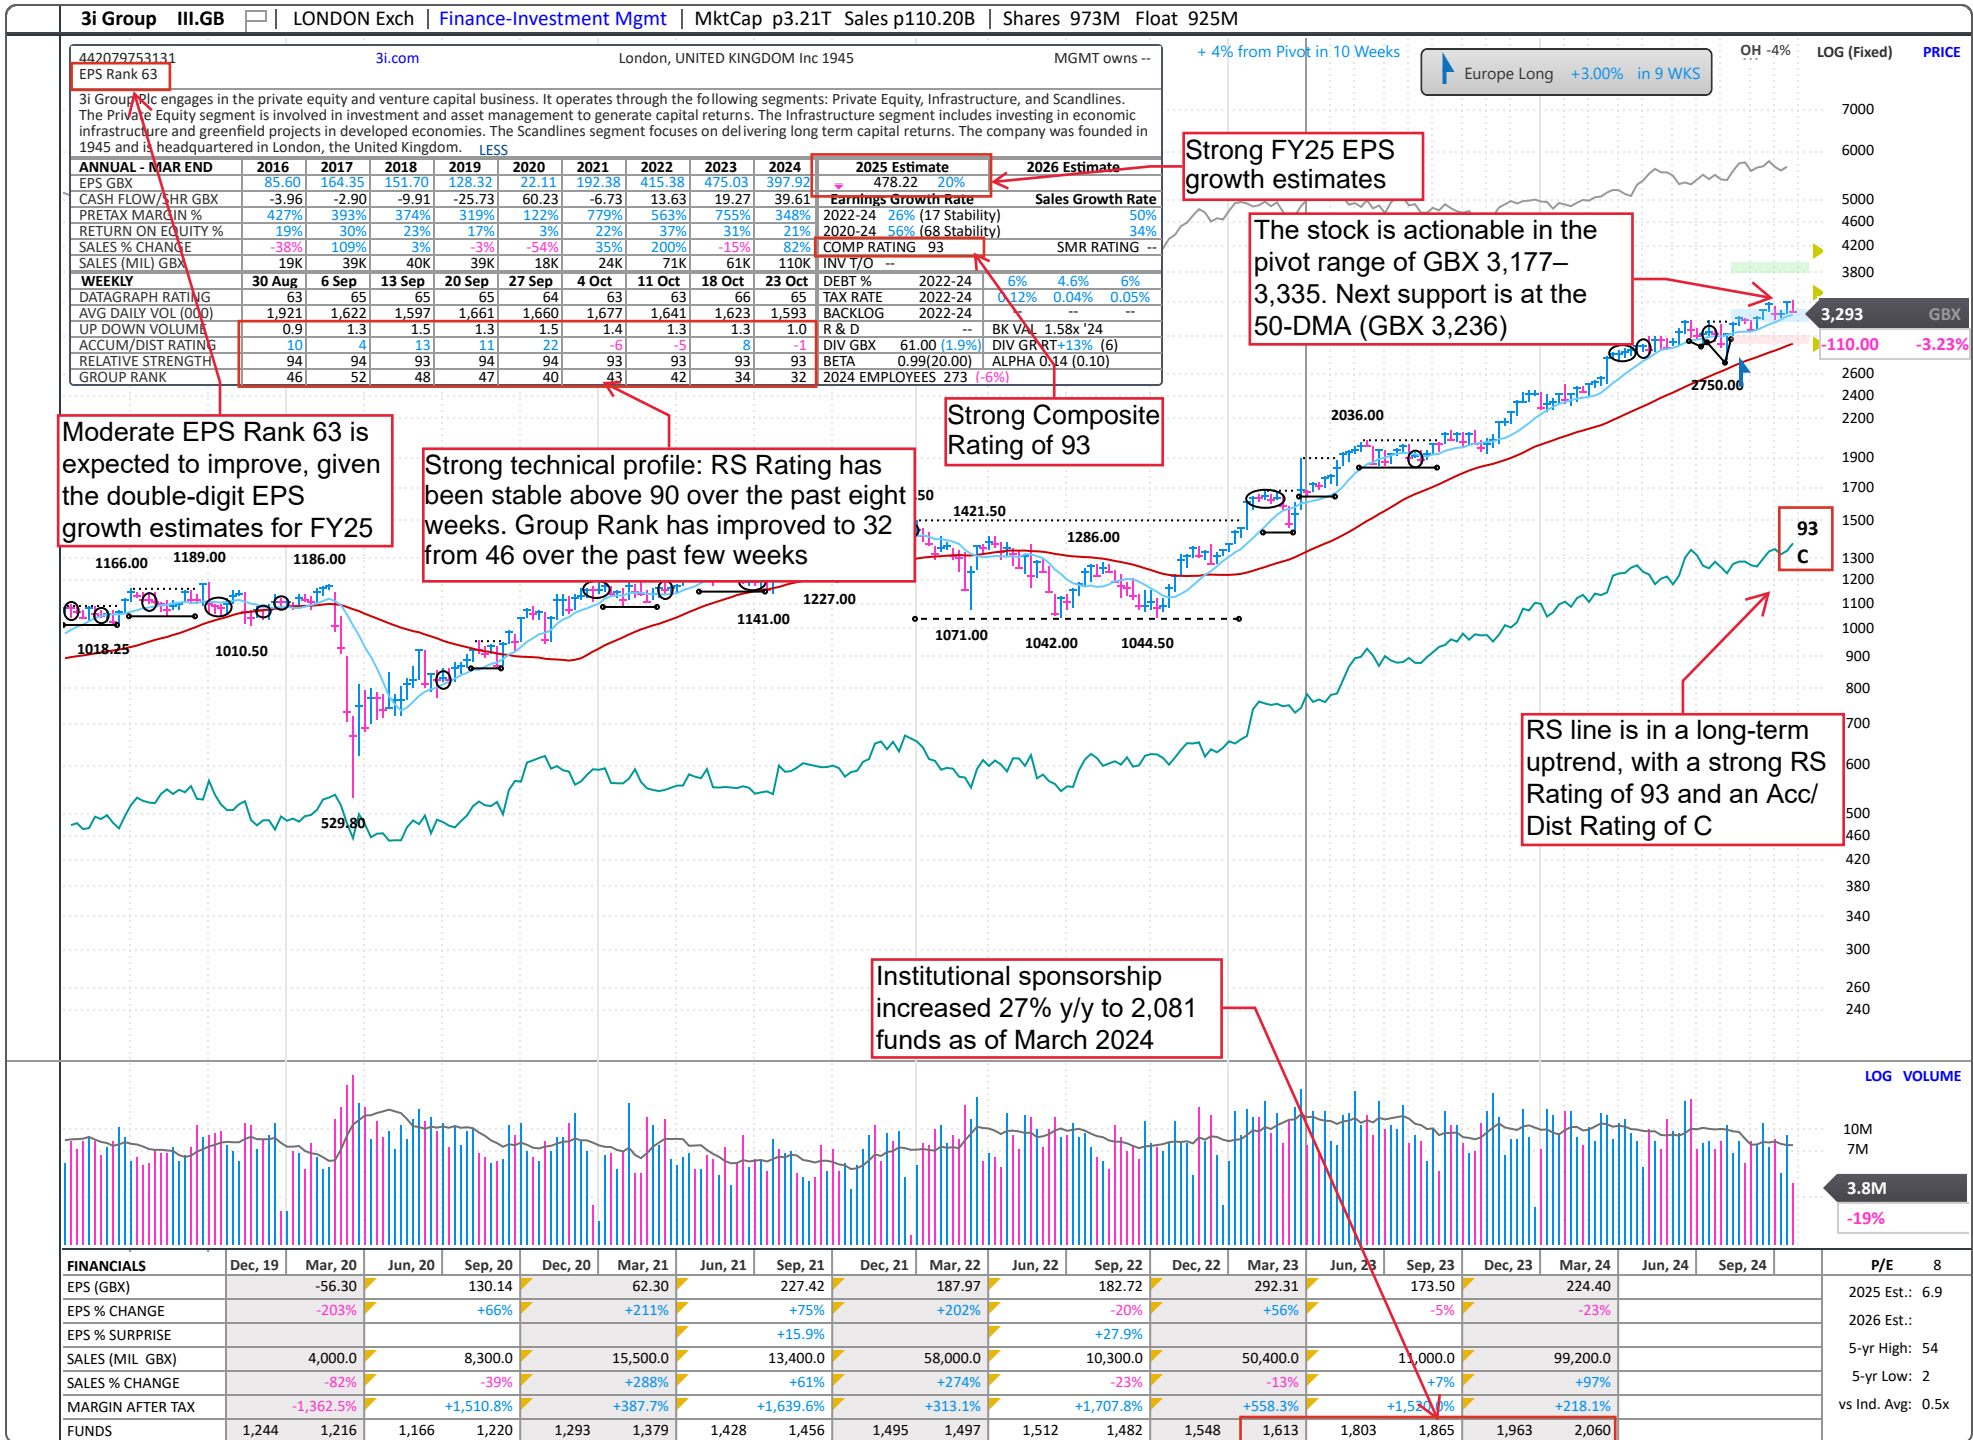 3i Group III.GB LONDON Exch Finance-Investment Mgmt MktCap p3.21T Sales p110.20B Shares 973M Float 925M
442079753131 3i.com London, UNITED KINGDOM Inc 1945 MGMT owns --
EPS Rank 63
3i Group Plc engages in the private equity and venture capital business. It operates through the following segments: Private Equity, Infrastructure, and Scandlines.
The Private Equity segment is involved in investment and asset management to generate capital returns. The Infrastructure segment includes investing in economic
infrastructure and greenfield projects in developed economies. The Scandlines segment focuses on delivering long term capital returns. The company was founded in
1945 and is headquartered in London, the United Kingdom. LESS
ANNUAL - MAR END 2016 2017 2018 2019 2020 2021 2022 2023 2024 2025 Estimate 2026 Estimate
EPS GBX 85.60 164.35 151.70 128.32 22.11 192.38 415.38 475.03 397.92 478.22 20%
CASH FLOW/SHR GBX -3.96 -2.90 -9.91 -25.73 60.23 -6.73 13.63 19.27 39.61 Earnings Growth Rate Sales Growth Rate
PRETAX MARGIN % 427% 393% 374% 319% 122% 779% 563% 755% 348% 2022-24 26% (17 Stability) 50%
RETURN ON EQUITY % 19% 30% 23% 17% 3% 22% 37% 31% 21% 2020-24 56% (68 Stability) 34%
SALES % CHANGE -38% 109% 3% -3% -54% 35% 200% -15% 82% COMP RATING 93 SMR RATING --
SALES (MIL) GBX 19K 39K 40K 39K 18K 24K 71K 61K 110K INV T/O --
WEEKLY 30 Aug 6 Sep 13 Sep 20 Sep 27 Sep 4 Oct 11 Oct 18 Oct 23 Oct DEBT % 2022-24 6% 4.6% 6%
DATAGRAPH RATING 63 65 65 65 64 63 63 66 65 TAX RATE 2022-24 0.12% 0.04% 0.05%
AVG DAILY VOL (000) 1,921 1,622 1,597 1,661 1,660 1,677 1,641 1,623 1,593 BACKLOG 2022-24 -- -- --
UP DOWN VOLUME 0.9 1.3 1.5 1.3 1.5 1.4 1.3 1.3 1.0 R & D -- BK VAL 1.58x '24
ACCUM/DIST RATING 10 4 13 11 22 -6 -5 8 -1 DIV GBX 61.00 (1.9%) DIV GR RT +13% (6)
RELATIVE STRENGTH 94 94 93 94 94 93 93 93 93 BETA 0.99(20.00) ALPHA 0.14 (0.10)
GROUP RANK 46 52 48 47 40 43 42 34 32 2024 EMPLOYEES 273 (-6%)
+ 4% from Pivot in 10 Weeks
Europe Long +3.00% in 9 WKS
OH -4% LOG (Fixed) PRICE
Strong FY25 EPS
growth estimates
The stock is actionable in the
pivot range of GBX 3,177–
3,335. Next support is at the
50-DMA (GBX 3,236)
Strong Composite
Rating of 93
Moderate EPS Rank 63 is
expected to improve, given
the double-digit EPS
growth estimates for FY25
Strong technical profile: RS Rating has
been stable above 90 over the past eight
weeks. Group Rank has improved to 32
from 46 over the past few weeks
7000
6000
5000
4600
4200
3800
3,293 GBX
-110.00 -3.23%
2600
2400
2200
1900
1700
1500
1300
1200
1100
1000
900
800
700
600
500
460
420
380
340
300
260
240
2750.00
2036.00
.50
1421.50
1286.00
1166.00
1189.00
1186.00
1227.00
1141.00
1018.25
1010.50
1071.00
1042.00
1044.50
529.80
93
C
RS line is in a long-term
uptrend, with a strong RS
Rating of 93 and an Acc/
Dist Rating of C
Institutional sponsorship
increased 27% y/y to 2,081
funds as of March 2024
LOG VOLUME
10M
7M
3.8M
-19%
FINANCIALS Dec, 19 Mar, 20 Jun, 20 Sep, 20 Dec, 20 Mar, 21 Jun, 21 Sep, 21 Dec, 21 Mar, 22 Jun, 22 Sep, 22 Dec, 22 Mar, 23 Jun, 23 Sep, 23 Dec, 23 Mar, 24 Jun, 24 Sep, 24 P/E 8
EPS (GBX) -56.30 130.14 62.30 227.42 187.97 182.72 292.31 173.50 224.40 2025 Est.: 6.9
EPS % CHANGE -203% +66% +211% +75% +202% -20% +56% -5% -23% 2026 Est.:
EPS % SURPRISE +15.9% +27.9%
SALES (MIL GBX) 4,000.0 8,300.0 15,500.0 13,400.0 58,000.0 10,300.0 50,400.0 11,000.0 99,200.0 5-yr High: 54
SALES % CHANGE -82% -39% +288% +61% +274% -23% -13% +7% +97% 5-yr Low: 2
MARGIN AFTER TAX -1,362.5% +1,510.8% +387.7% +1,639.6% +313.1% +1,707.8% +558.3% +218.1% vs Ind. Avg: 0.5x
FUNDS 1,244 1,216 1,166 1,220 1,293 1,379 1,428 1,456 1,495 1,497 1,512 1,482 1,548 1,613 1,803 1,865 1,963 2,060